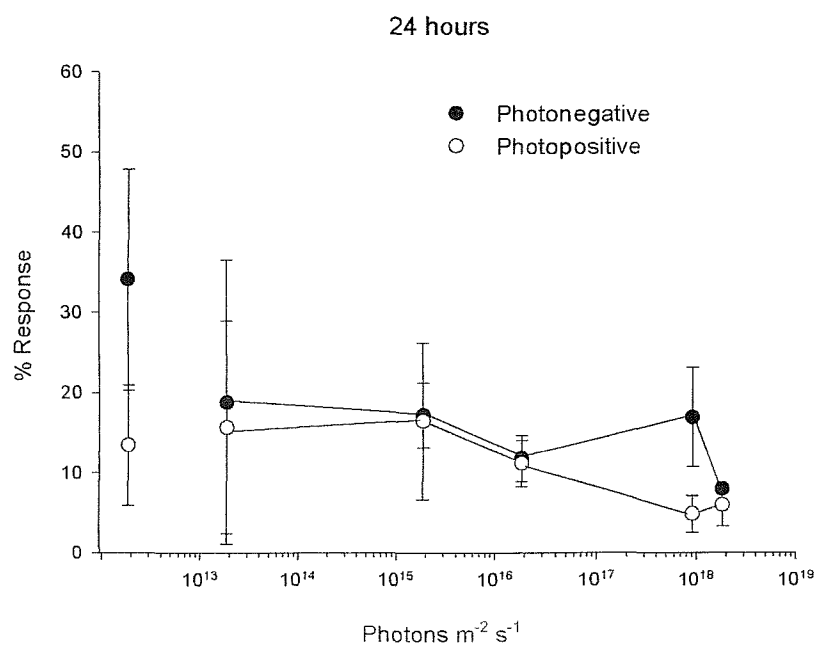 24 hours
60
50
40
30
20
10
0
% Response
Photonegative
Photopositive
10¹³ 10¹⁴ 10¹⁵ 10¹⁶ 10¹⁷ 10¹⁸ 10¹⁹
Photons m⁻² s⁻¹